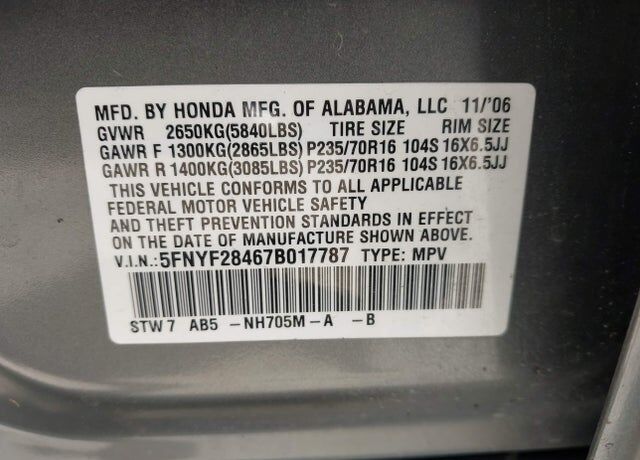 MFD. BY HONDA MFG. OF ALABAMA, LLC 11/'06
GVWR 2650KG(5840LBS) TIRE SIZE RIM SIZE
GAWR F 1300KG(2865LBS) P235/70R16 104S 16X6.5JJ
GAWR R 1400KG(3085LBS) P235/70R16 104S 16X6.5JJ
THIS VEHICLE CONFORMS TO ALL APPLICABLE
FEDERAL MOTOR VEHICLE SAFETY
AND THEFT PREVENTION STANDARDS IN EFFECT
ON THE DATE OF MANUFACTURE SHOWN ABOVE.
V.I.N.: 5FNYF28467B017787 TYPE: MPV
STW7 AB5 -NH705M-A -B